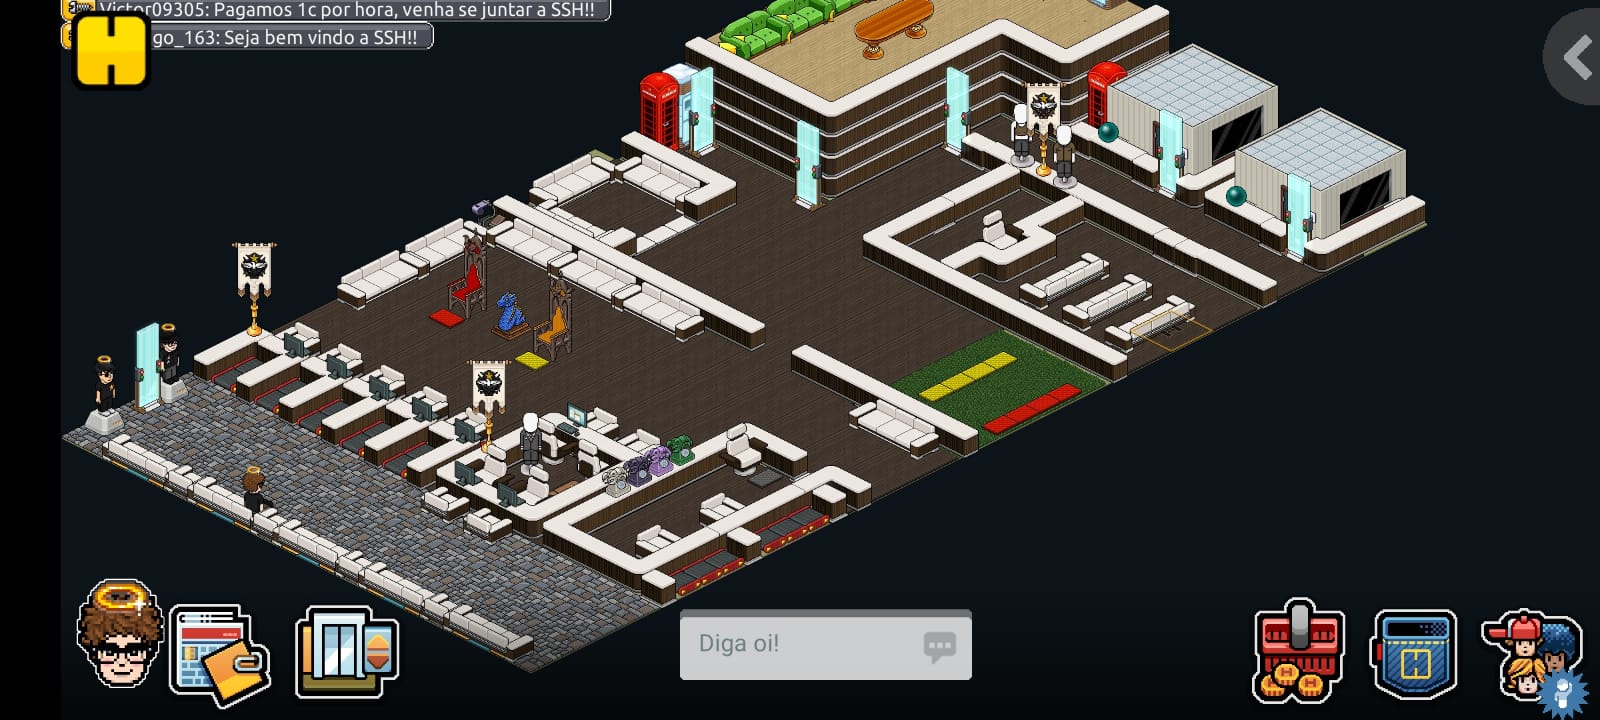 Victor09305: Pagamos 1c por hora, venha se juntar a SSH!!
go_163: Seja bem vindo a SSH!!
Diga oi!